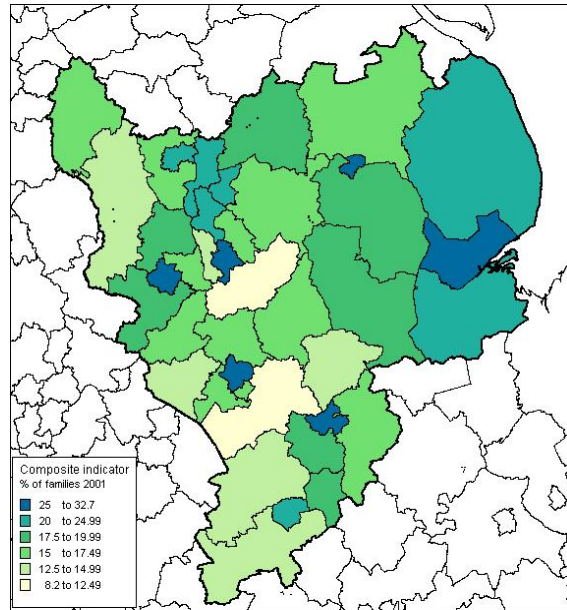 Composite indicator
% of families 2001
25 to 32.7
20 to 24.99
17.5 to 19.99
15 to 17.49
12.5 to 14.99
8.2 to 12.49